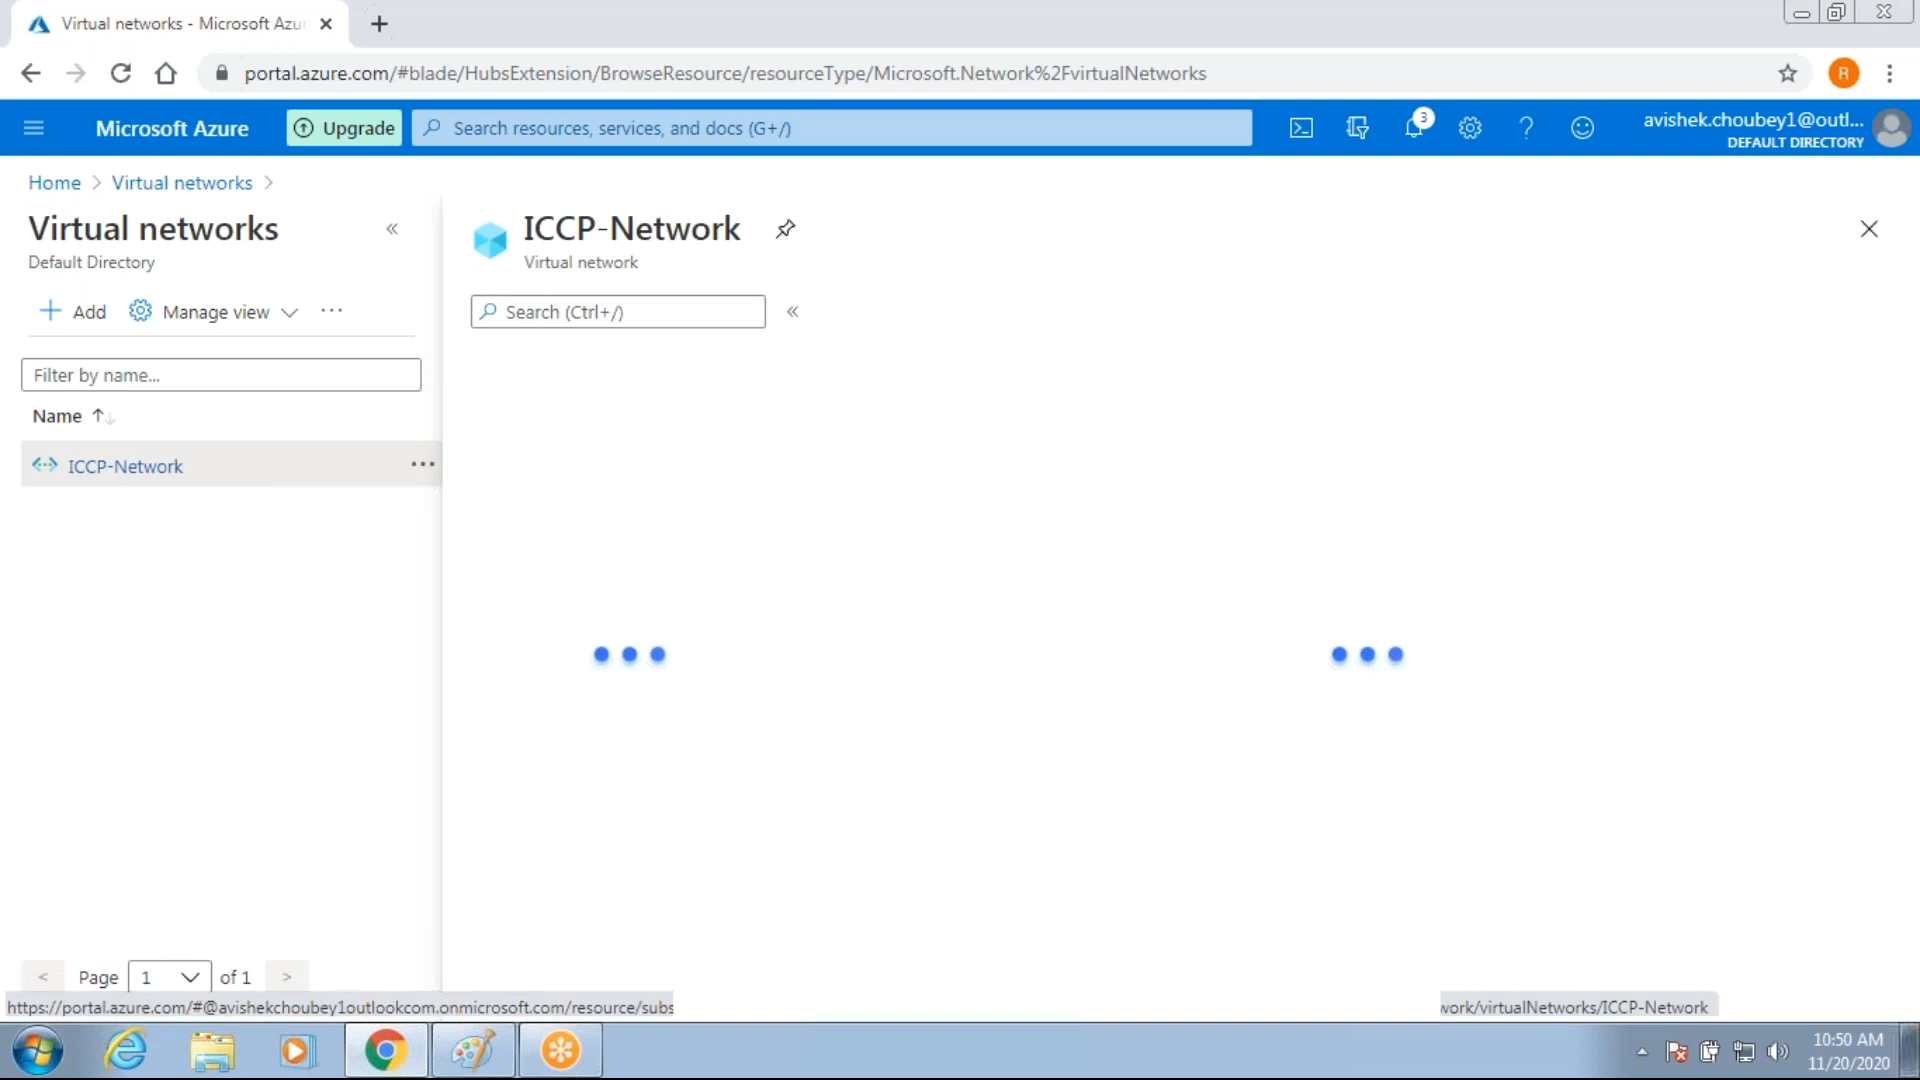 Virtual networks - Microsoft Azur
portal.azure.com/#blade/HubsExtension/BrowseResource/resourceType/Microsoft.Network%2FvirtualNetworks
R
Microsoft Azure
Upgrade
Search resources, services, and docs (G+/)
3
avishek.choubey1@outl...
DEFAULT DIRECTORY
Home > Virtual networks >
Virtual networks
«
Default Directory
ICCP-Network
Virtual network
+ Add
Manage view
...
Search (Ctrl+/)
«
Filter by name...
Name
ICCP-Network
...
< Page 1 of 1 >
https://portal.azure.com/#@avishekchoubey1outlookcom.onmicrosoft.com/resource/subs
work/virtualNetworks/ICCP-Network
10:50 AM
11/20/2020